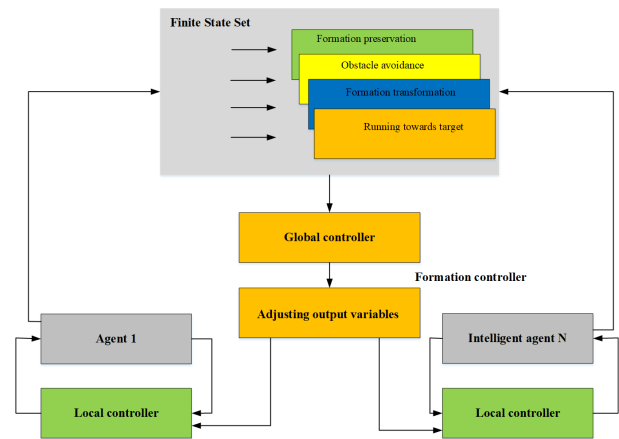 Finite State Set
Formation preservation
Obstacle avoidance
Formation transformation
Running towards target
Global controller
Formation controller
Adjusting output variables
Agent 1
Intelligent agent N
Local controller
Local controller